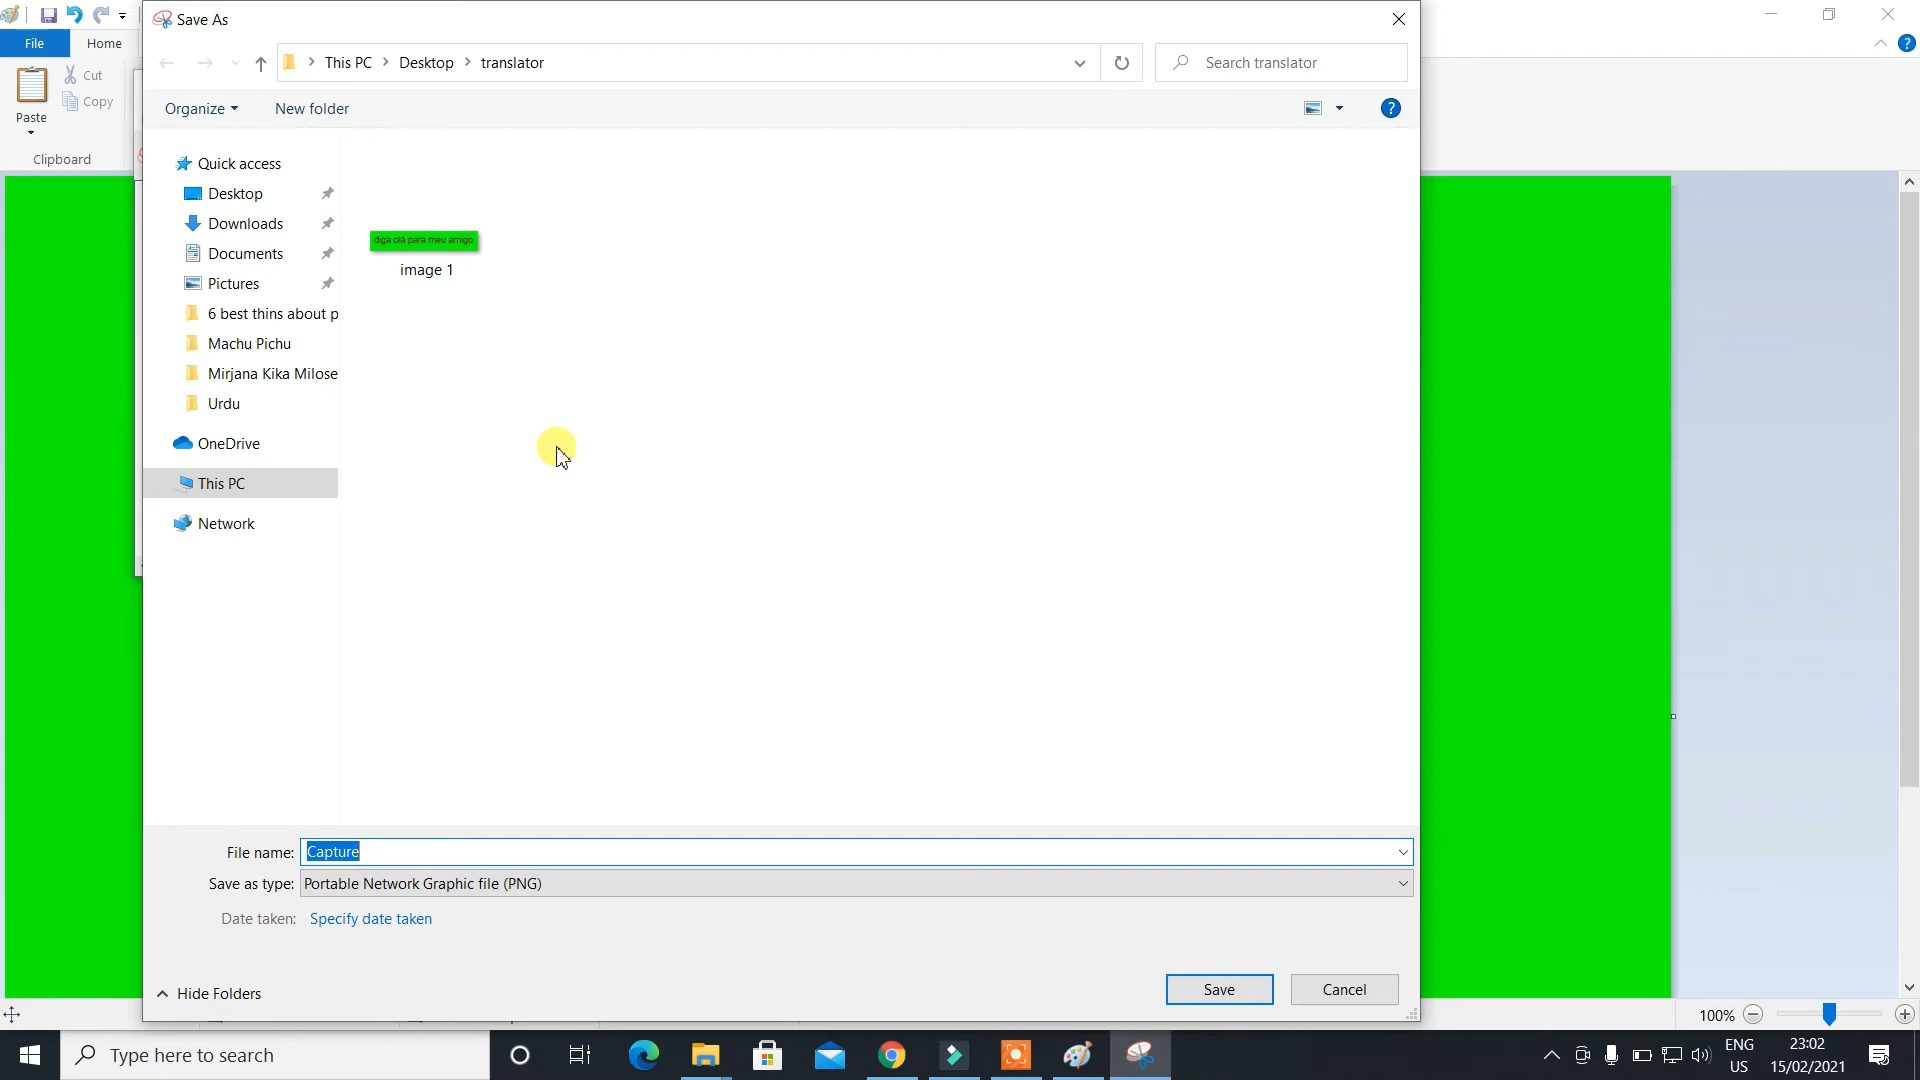 Save As
File
Home
This PC
Desktop
translator
Search translator
Cut
Copy
Paste
Clipboard
Organize
New folder
Quick access
Desktop
Downloads
Documents
Pictures
6 best thins about p
Machu Pichu
Mirjana Kika Milose
Urdu
OneDrive
This PC
Network
diga olá para meu amigo
image 1
File name:
Capture
Save as type:
Portable Network Graphic file (PNG)
Date taken:
Specify date taken
Hide Folders
Save
Cancel
100%
Type here to search
ENG
US
23:02
15/02/2021